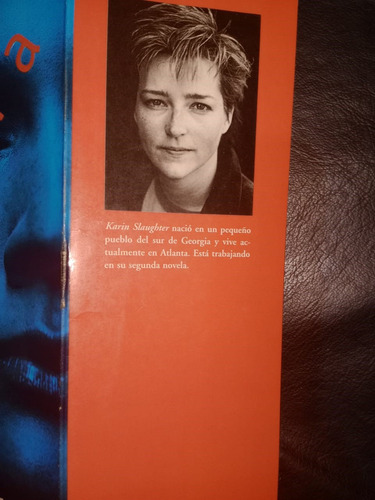 a
Karin Slaughter nació en un pequeño
pueblo del sur de Georgia y vive ac-
tualmente en Atlanta. Está trabajando
en su segunda novela.